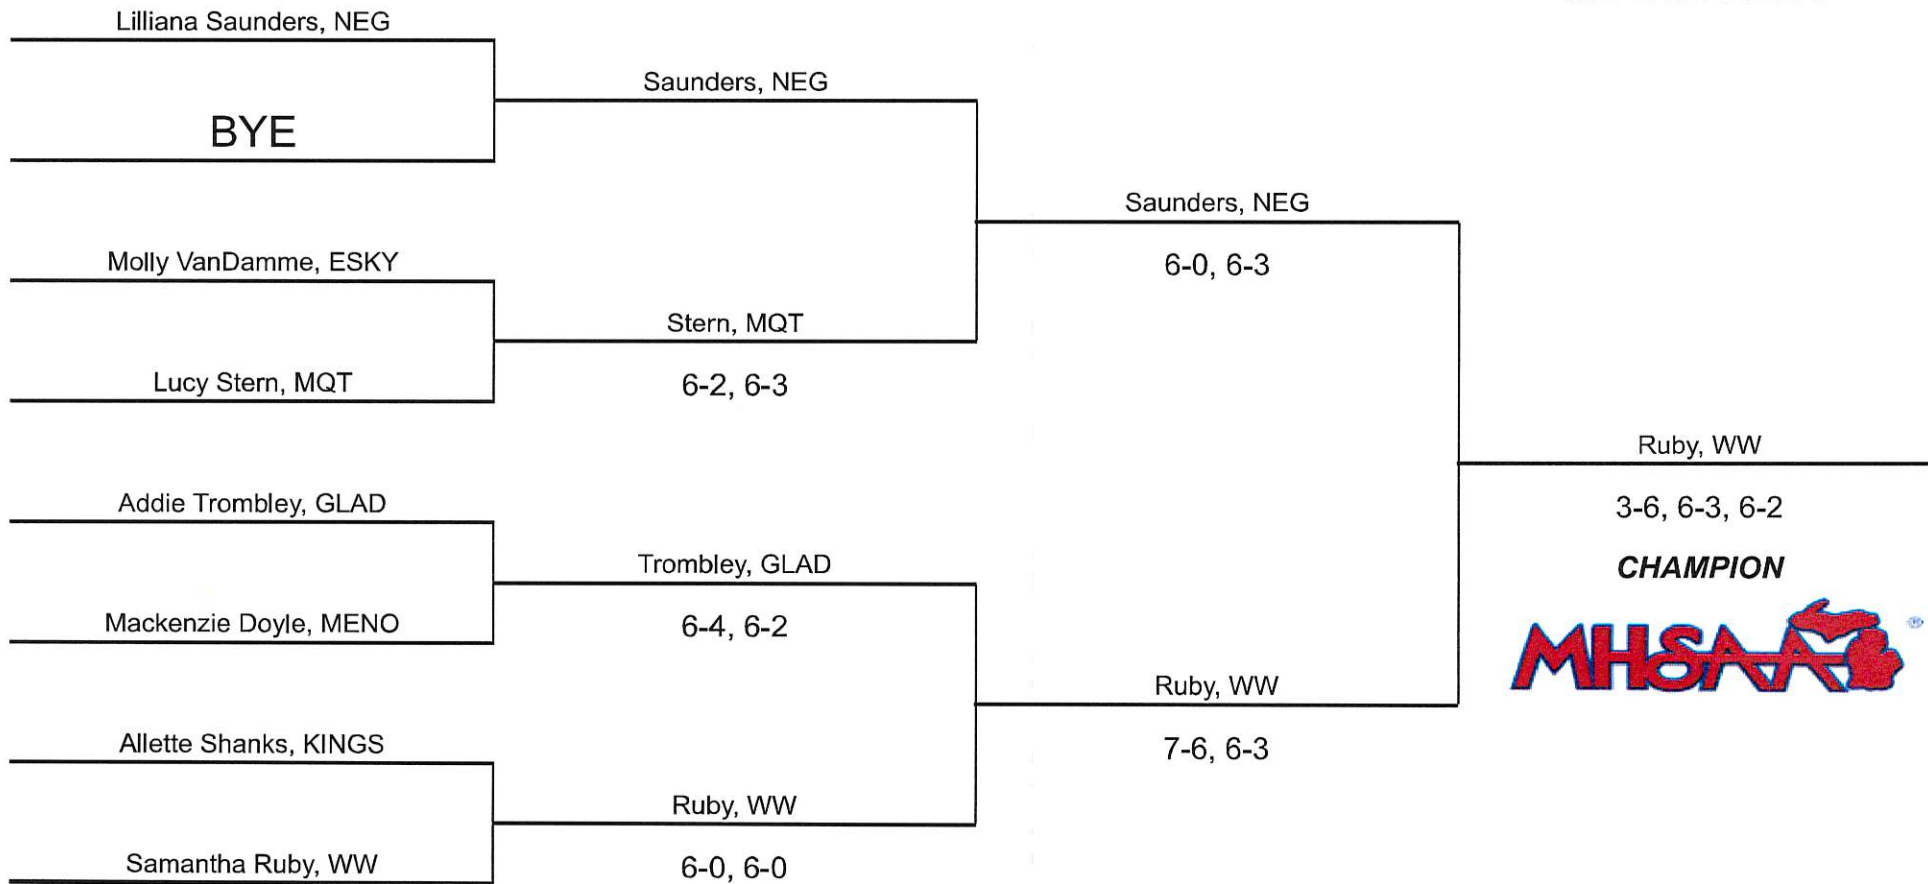 Lilliana Saunders, NEG
BYE
Saunders, NEG
Molly VanDamme, ESKY
Lucy Stern, MQT
Stern, MQT
6-2, 6-3
Saunders, NEG
6-0, 6-3
Addie Trombley, GLAD
Mackenzie Doyle, MENO
Trombley, GLAD
6-4, 6-2
Allette Shanks, KINGS
Samantha Ruby, WW
Ruby, WW
6-0, 6-0
Ruby, WW
7-6, 6-3
Ruby, WW
3-6, 6-3, 6-2
CHAMPION
MHSAA
®